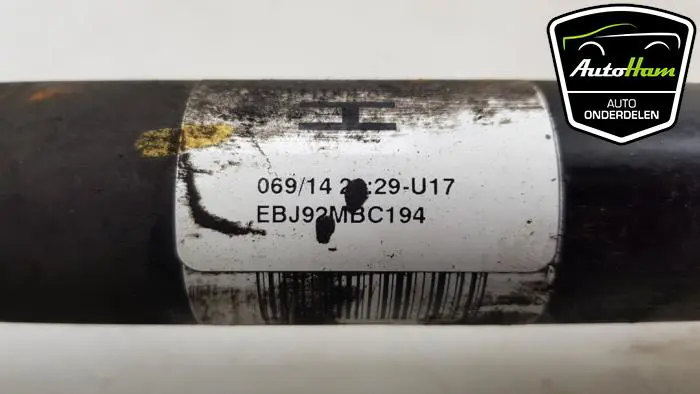 AutoHam
AUTO
ONDERDELEN
069/14 :29-U17
EBJ92MBC194